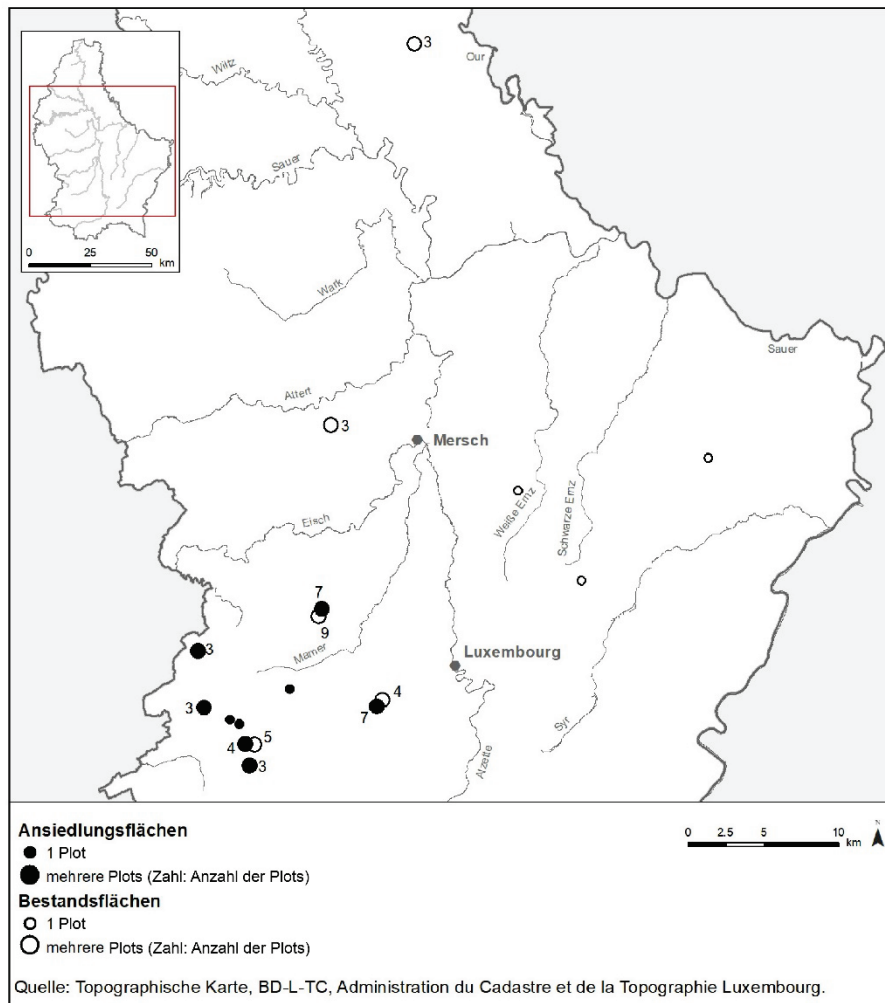 3
Our
Wiltz
Sauer
0 25 50
km
Wark
Sauer
Attert
3
Mersch
Weiße Ernz
Schwarze Ernz
Eisch
7
9
Mamer
3
Luxembourg
4
7
3
Syr
5
4
3
Alzette
Ansiedlungsflächen
1 Plot
mehrere Plots (Zahl: Anzahl der Plots)
Bestandsflächen
1 Plot
mehrere Plots (Zahl: Anzahl der Plots)
0 2.5 5 10
km
N
Quelle: Topographische Karte, BD-L-TC, Administration du Cadastre et de la Topographie Luxembourg.